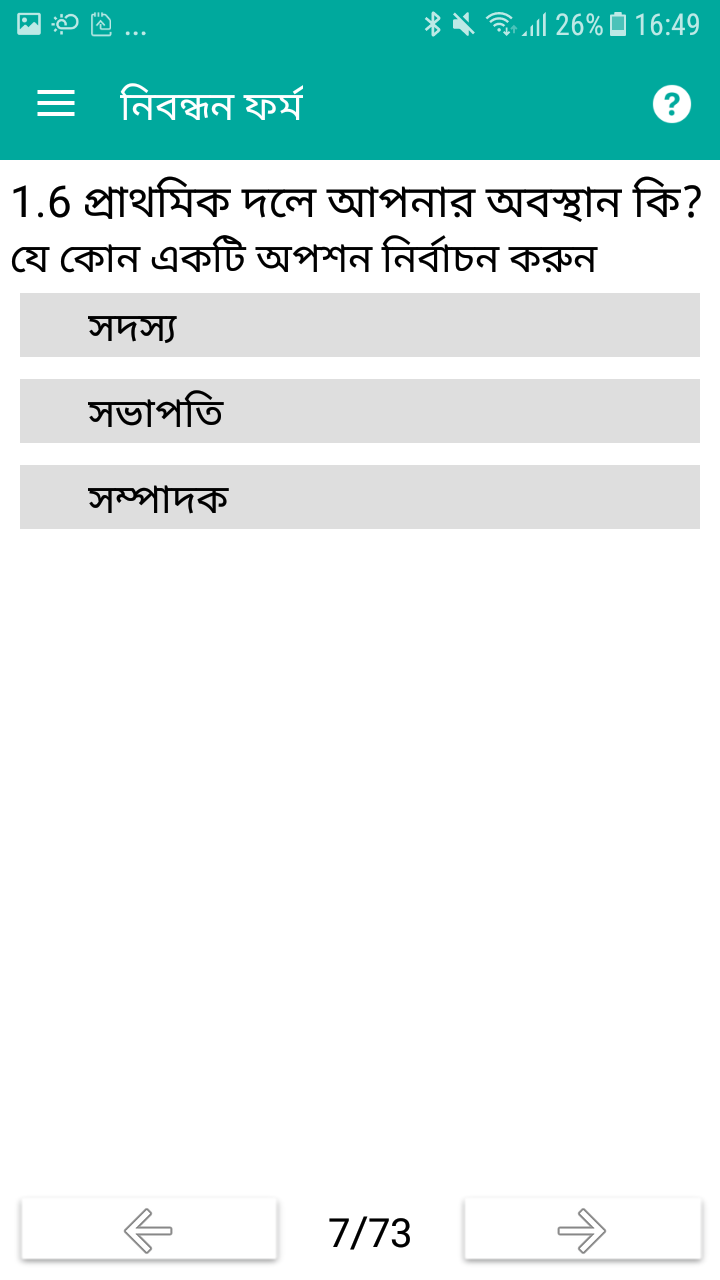 ... 26% 16:49
নিবন্ধন ফর্ম ?
1.6 প্রাথমিক দলে আপনার অবস্থান কি?
যে কোন একটি অপশন নির্বাচন করুন
সদস্য
সভাপতি
সম্পাদক
7/73